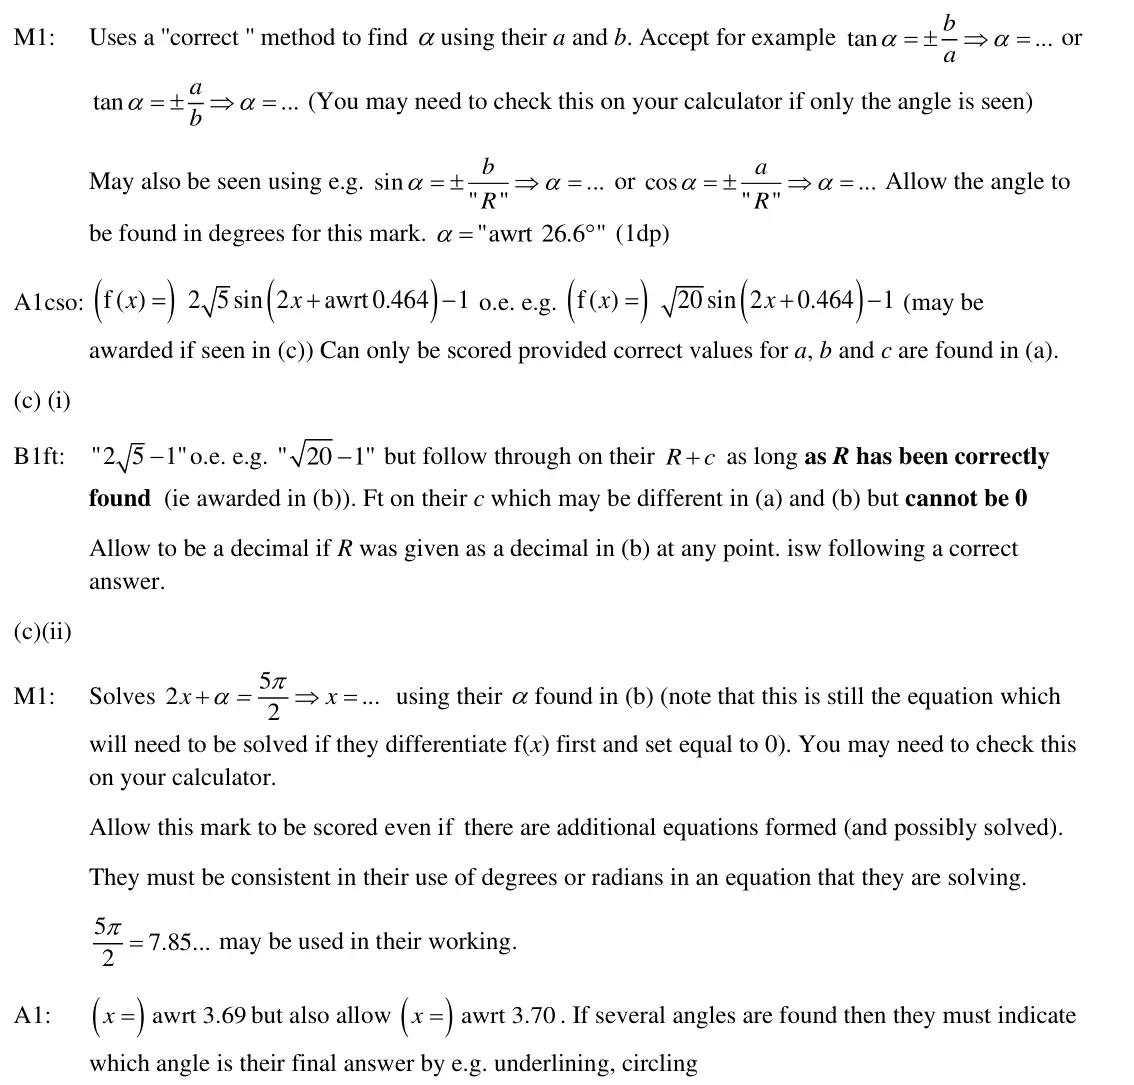 M1: Uses a "correct " method to find α using their a and b. Accept for example tan α = ± b/a ⇒ α = ... or
tan α = ± a/b ⇒ α = ... (You may need to check this on your calculator if only the angle is seen)
May also be seen using e.g. sin α = ± b/"R" ⇒ α = ... or cos α = ± a/"R" ⇒ α = ... Allow the angle to
be found in degrees for this mark. α = "awrt 26.6°" (1dp)
A1cso: (f(x) =) 2√5 sin(2x + awrt 0.464) − 1 o.e. e.g. (f(x) =) √20 sin(2x + 0.464) − 1 (may be
awarded if seen in (c)) Can only be scored provided correct values for a, b and c are found in (a).
(c) (i)
B1ft: "2√5 − 1" o.e. e.g. "√20 − 1" but follow through on their R + c as long as R has been correctly
found (ie awarded in (b)). Ft on their c which may be different in (a) and (b) but cannot be 0
Allow to be a decimal if R was given as a decimal in (b) at any point. isw following a correct
answer.
(c)(ii)
M1: Solves 2x + α = 5π/2 ⇒ x = ... using their α found in (b) (note that this is still the equation which
will need to be solved if they differentiate f(x) first and set equal to 0). You may need to check this
on your calculator.
Allow this mark to be scored even if there are additional equations formed (and possibly solved).
They must be consistent in their use of degrees or radians in an equation that they are solving.
5π/2 = 7.85... may be used in their working.
A1: (x =) awrt 3.69 but also allow (x =) awrt 3.70 . If several angles are found then they must indicate
which angle is their final answer by e.g. underlining, circling